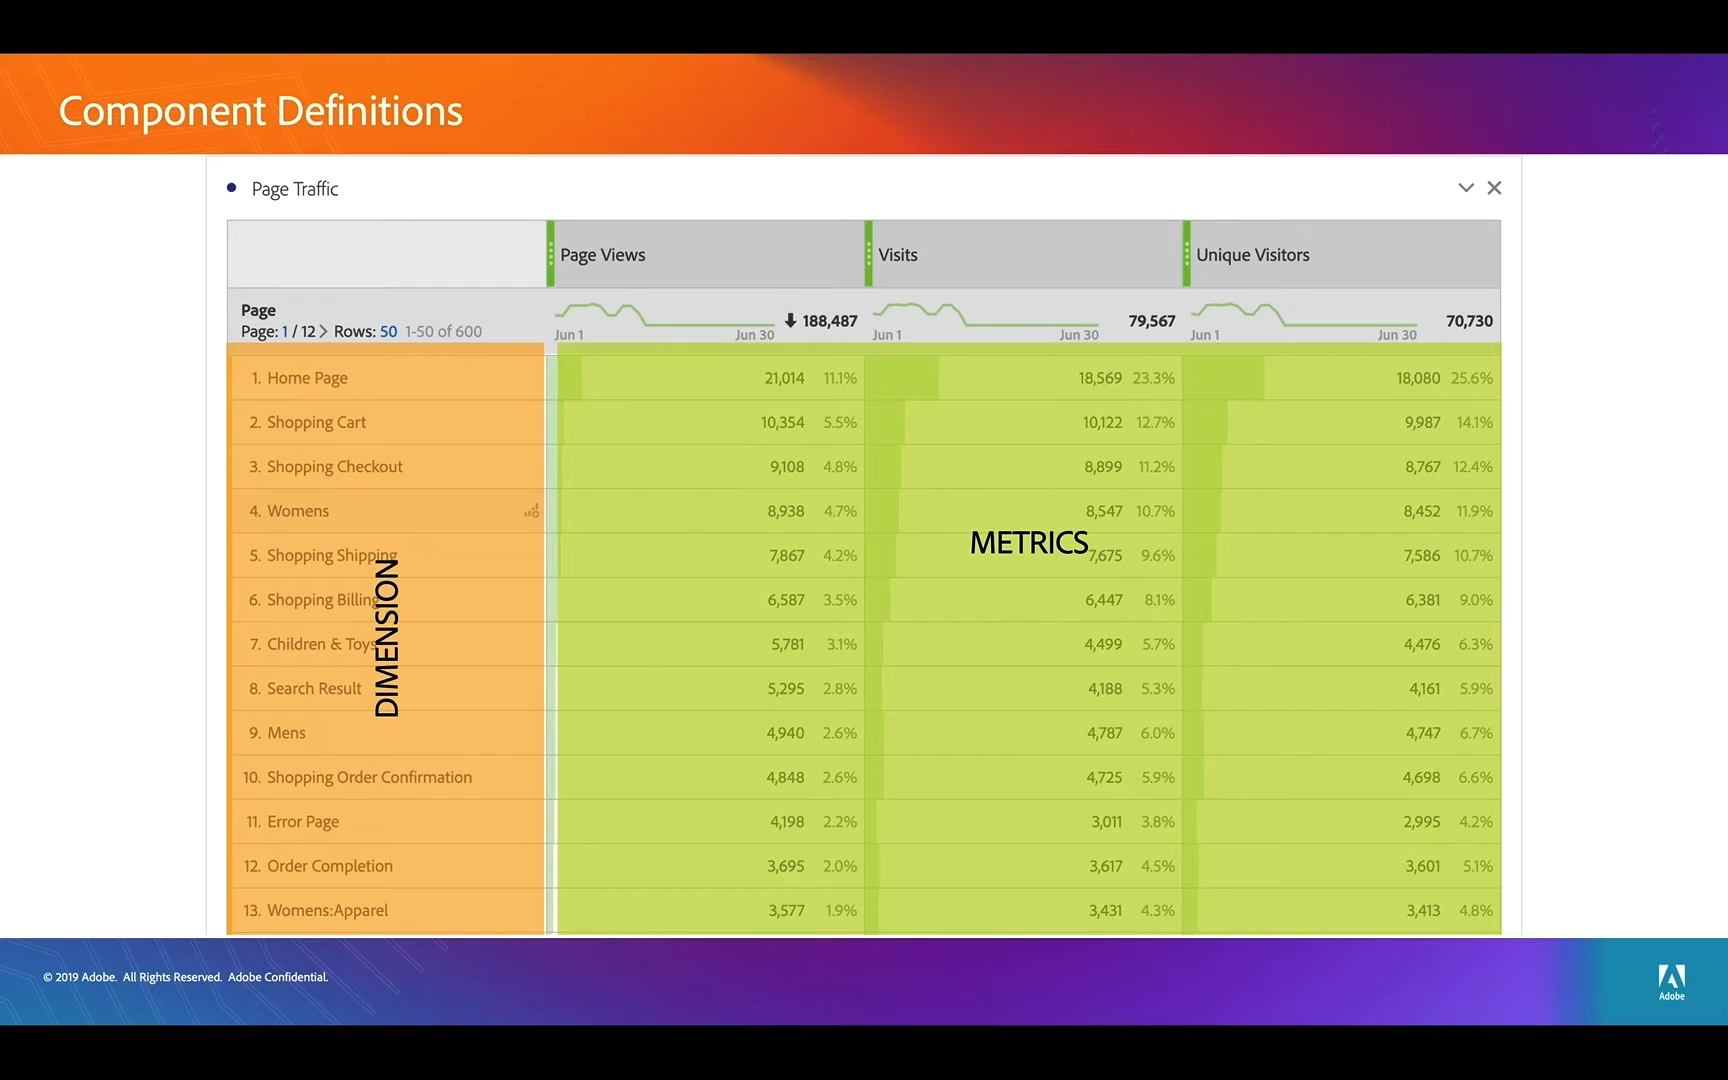 Component Definitions
Page Traffic
Page Views Visits Unique Visitors
Page
Page: 1 / 12 > Rows: 50 1-50 of 600
188,487 79,567 70,730
Jun 1 Jun 30 Jun 1 Jun 30 Jun 1 Jun 30
1. Home Page 21,014 11.1% 18,569 23.3% 18,080 25.6%
2. Shopping Cart 10,354 5.5% 10,122 12.7% 9,987 14.1%
3. Shopping Checkout 9,108 4.8% 8,899 11.2% 8,767 12.4%
4. Womens 8,938 4.7% 8,547 10.7% 8,452 11.9%
METRICS
5. Shopping Shipping 7,867 4.2% 7,675 9.6% 7,586 10.7%
DIMENSION
6. Shopping Billing 6,587 3.5% 6,447 8.1% 6,381 9.0%
7. Children & Toys 5,781 3.1% 4,499 5.7% 4,476 6.3%
8. Search Result 5,295 2.8% 4,188 5.3% 4,161 5.9%
9. Mens 4,940 2.6% 4,787 6.0% 4,747 6.7%
10. Shopping Order Confirmation 4,848 2.6% 4,725 5.9% 4,698 6.6%
11. Error Page 4,198 2.2% 3,011 3.8% 2,995 4.2%
12. Order Completion 3,695 2.0% 3,617 4.5% 3,601 5.1%
13. Womens:Apparel 3,577 1.9% 3,431 4.3% 3,413 4.8%
© 2019 Adobe. All Rights Reserved. Adobe Confidential.
Adobe